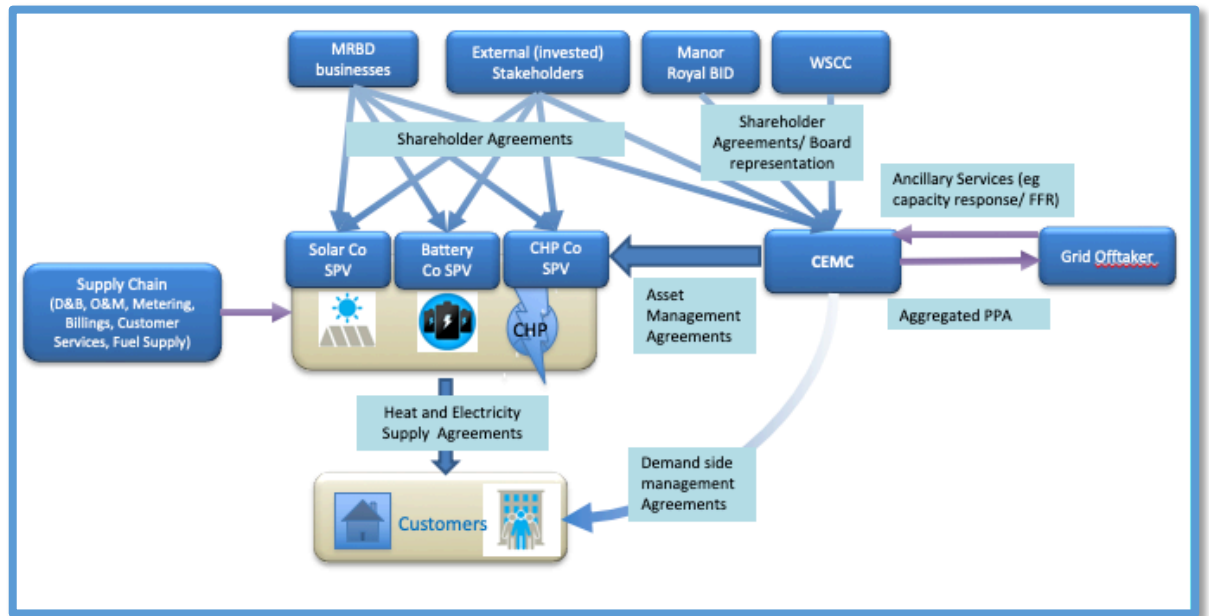 MRBD
businesses
External (invested)
Stakeholders
Manor
Royal BID
WSCC
Shareholder Agreements
Shareholder
Agreements/ Board
representation
Ancillary Services (eg
capacity response/ FFR)
Solar Co
SPV
Battery
Co SPV
CHP Co
SPV
CEMC
Grid Offtaker
Supply Chain
(D&B, O&M, Metering,
Billings, Customer
Services, Fuel Supply)
CHP
Asset
Management
Agreements
Aggregated PPA
Heat and Electricity
Supply Agreements
Demand side
management
Agreements
Customers